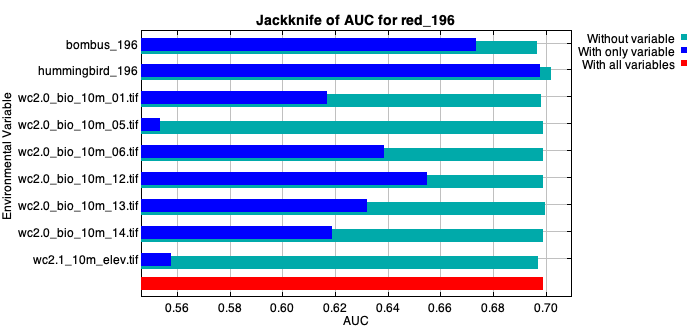 Jackknife of AUC for red_196
bombus_196
hummingbird_196
wc2.0_bio_10m_01.tif
wc2.0_bio_10m_05.tif
wc2.0_bio_10m_06.tif
wc2.0_bio_10m_12.tif
wc2.0_bio_10m_13.tif
wc2.0_bio_10m_14.tif
wc2.1_10m_elev.tif
Environmental Variable
0.56 0.58 0.60 0.62 0.64 0.66 0.68 0.70
AUC
Without variable
With only variable
With all variables